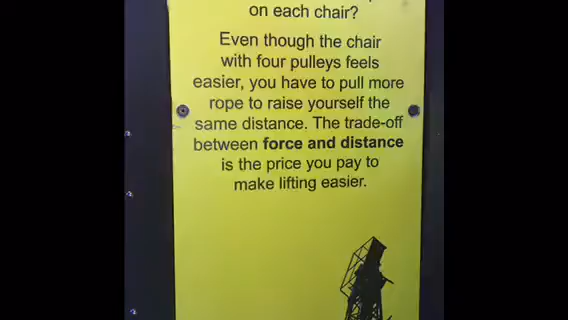 on each chair?
Even though the chair
with four pulleys feels
easier, you have to pull more
rope to raise yourself the
same distance. The trade-off
between force and distance
is the price you pay to
make lifting easier.